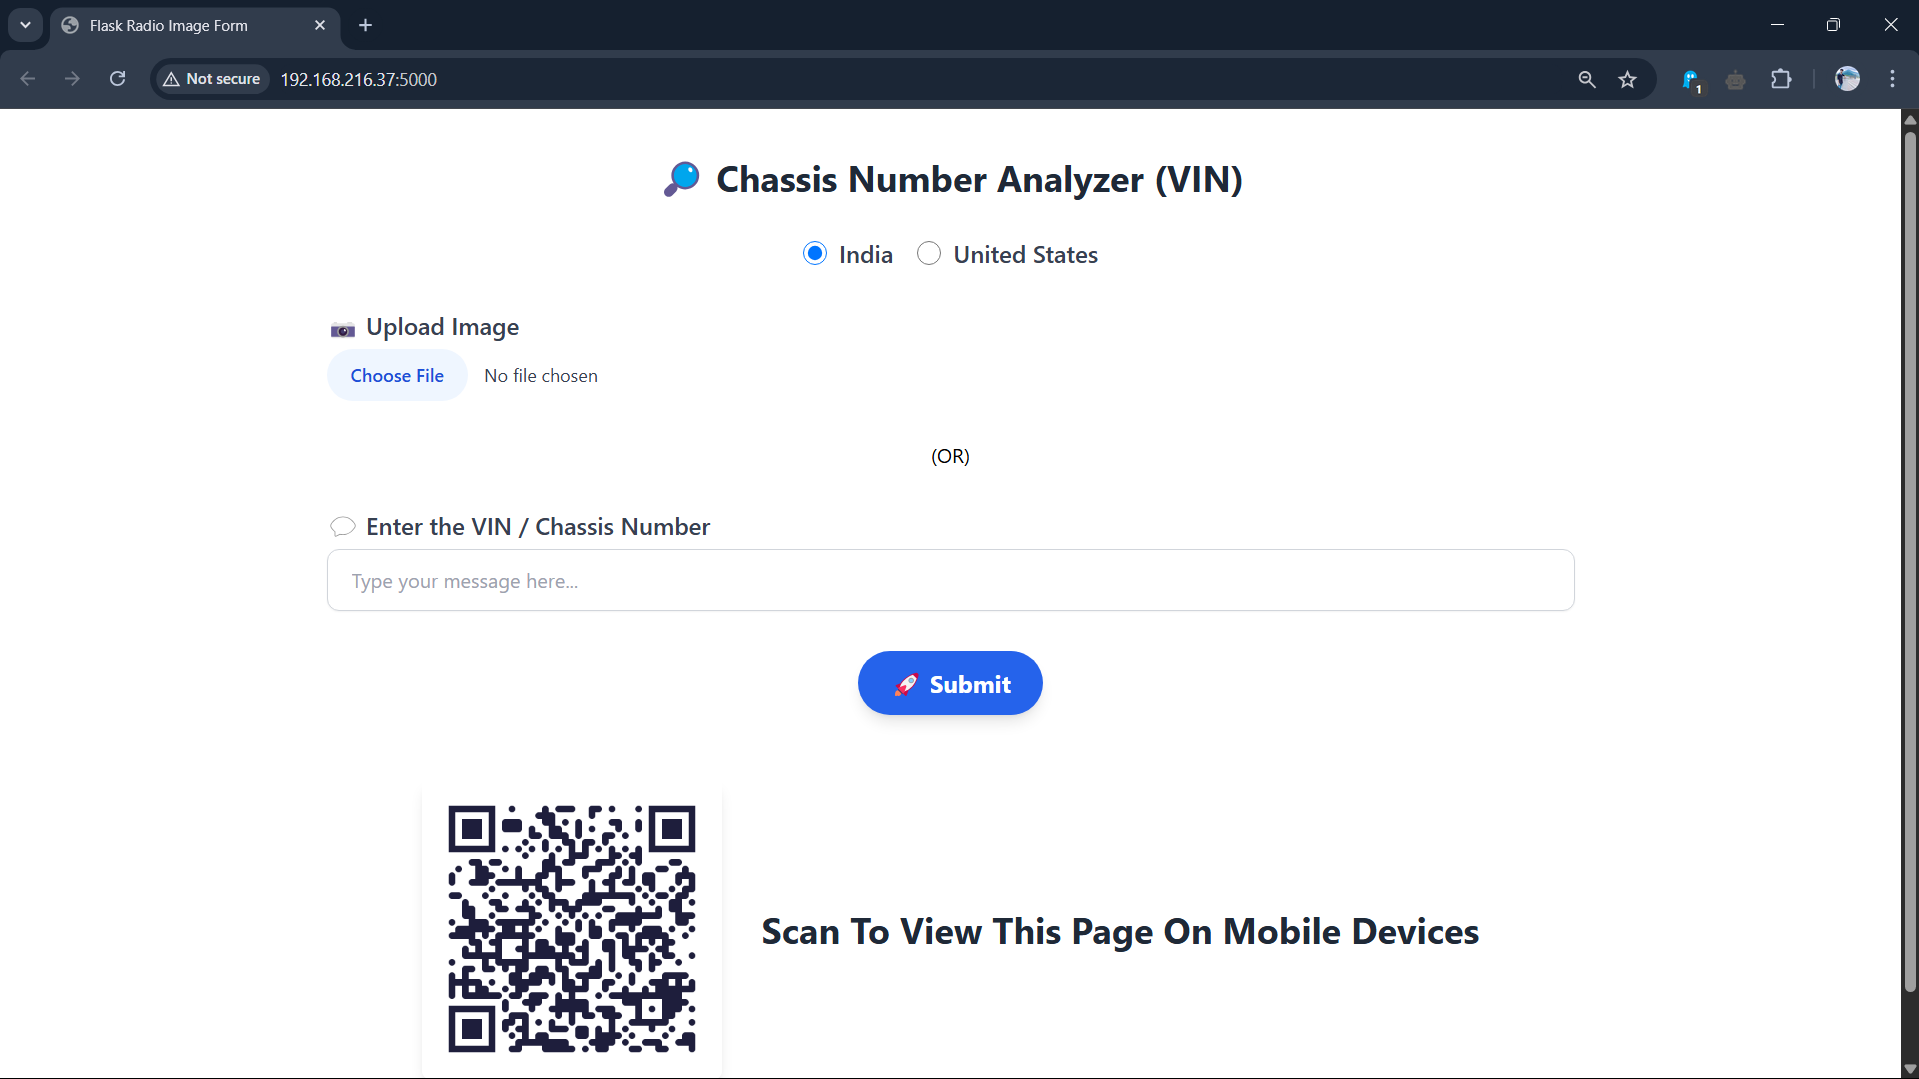 Flask Radio Image Form
Not secure
192.168.216.37:5000
1
Chassis Number Analyzer (VIN)
India
United States
Upload Image
Choose File
No file chosen
(OR)
Enter the VIN / Chassis Number
Type your message here...
Submit
Scan To View This Page On Mobile Devices